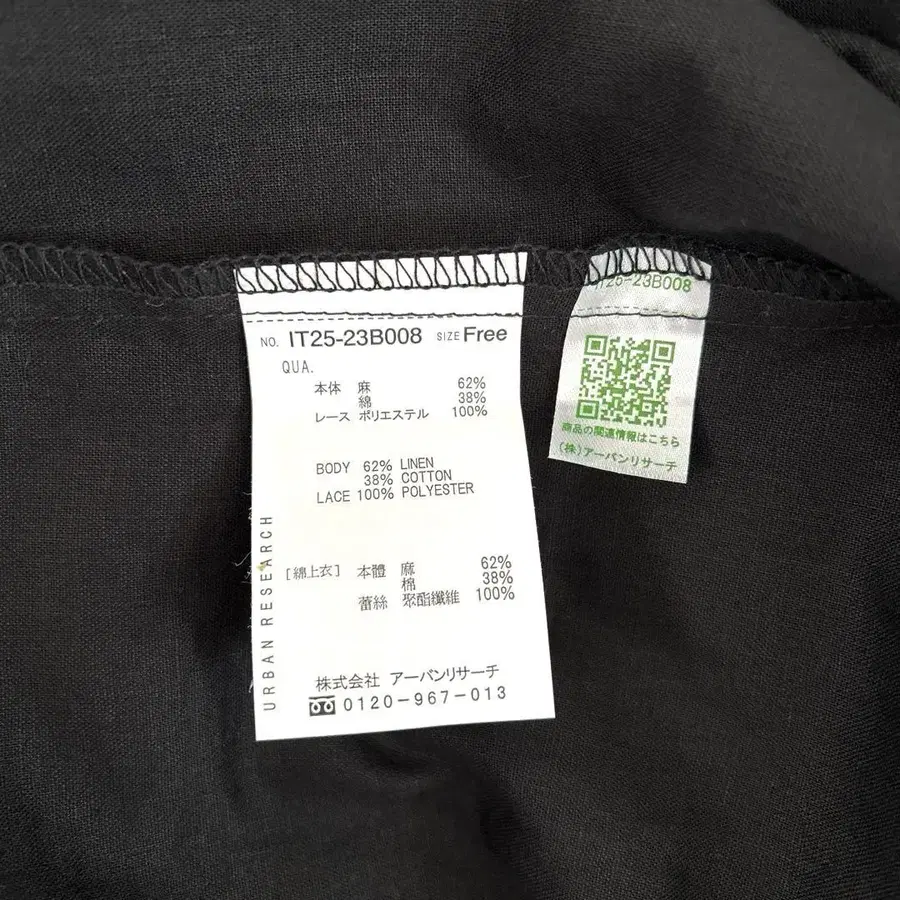 NO. IT25-23B008 SIZE Free
QUA.
本体 麻 62%
綿 38%
レース ポリエステル 100%
BODY 62% LINEN
38% COTTON
LACE 100% POLYESTER
[綿上衣] 本體 麻 62%
棉 38%
蕾絲 聚酯纖維 100%
株式会社 アーバンリサーチ
0120-967-013
URBAN RESEARCH
IT25-23B008
商品の関連情報はこちら
(株)アーバンリサーチ